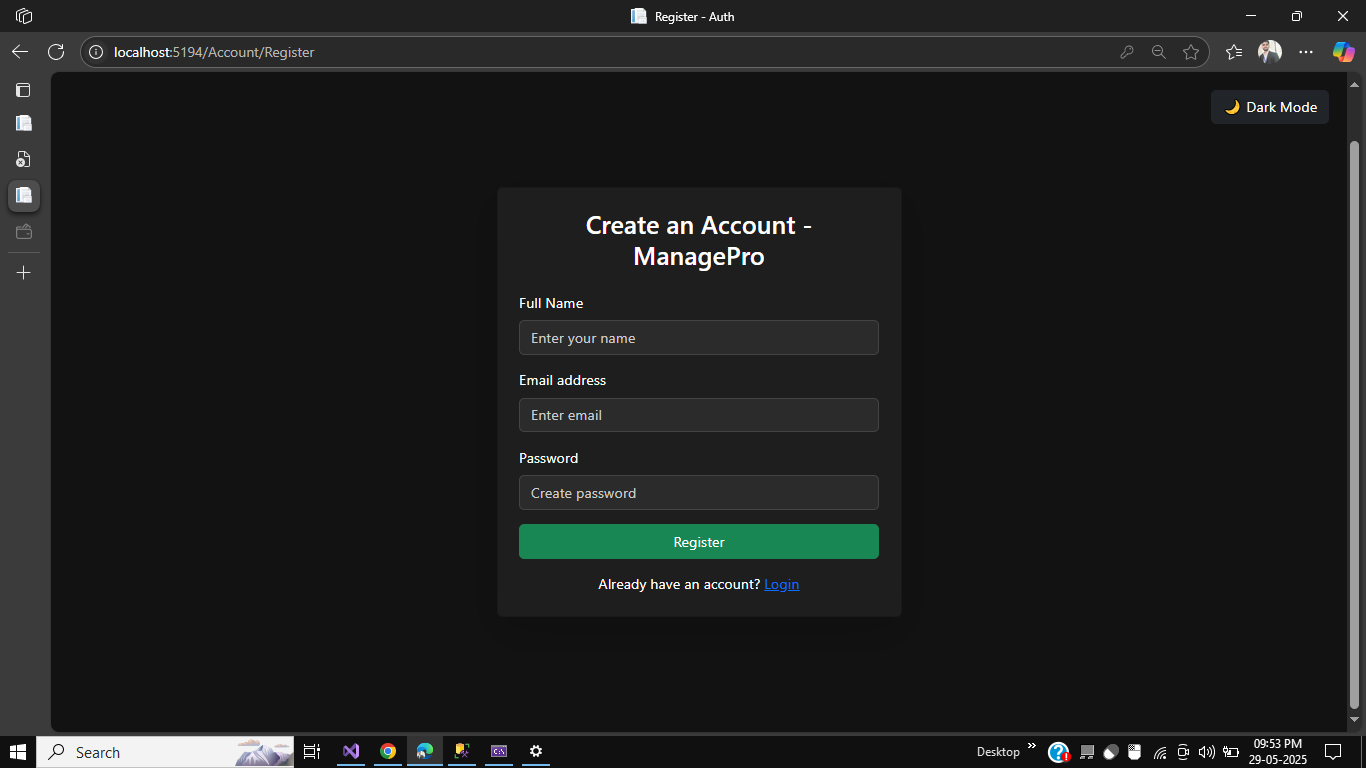 Register - Auth
localhost:5194/Account/Register
🌙 Dark Mode
Create an Account -
ManagePro
Full Name
Enter your name
Email address
Enter email
Password
Create password
Register
Already have an account? Login
Search
Desktop
09:53 PM
29-05-2025